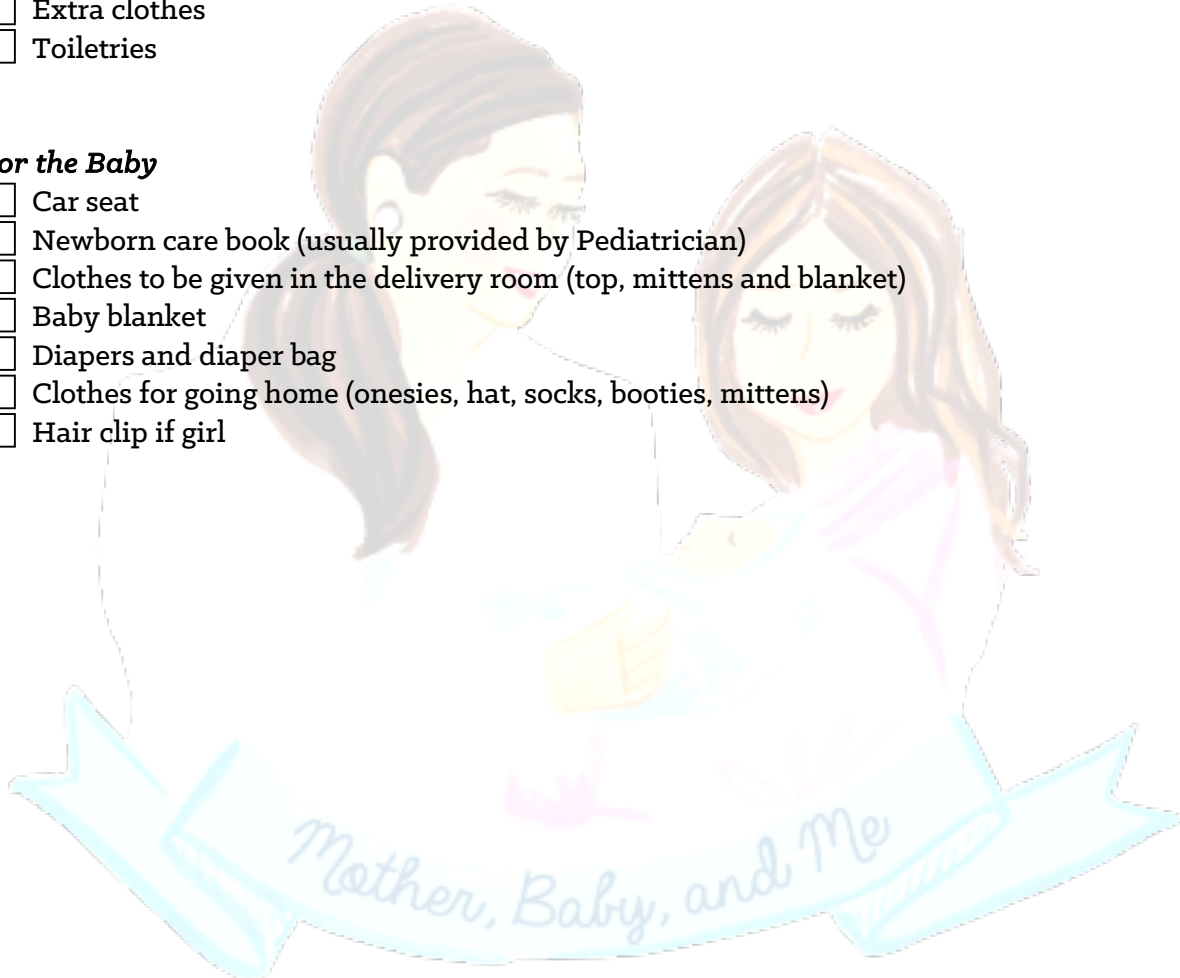 Extra clothes
Toiletries
or the Baby
Car seat
Newborn care book (usually provided by Pediatrician)
Clothes to be given in the delivery room (top, mittens and blanket)
Baby blanket
Diapers and diaper bag
Clothes for going home (onesies, hat, socks, booties, mittens)
Hair clip if girl
Mother, Baby, and Me